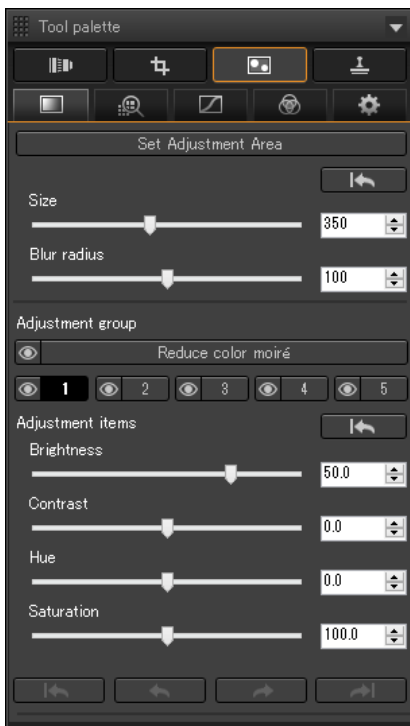 Tool palette
Set Adjustment Area
Size
350
Blur radius
100
Adjustment group
Reduce color moiré
1 2 3 4 5
Adjustment items
Brightness
50.0
Contrast
0.0
Hue
0.0
Saturation
100.0